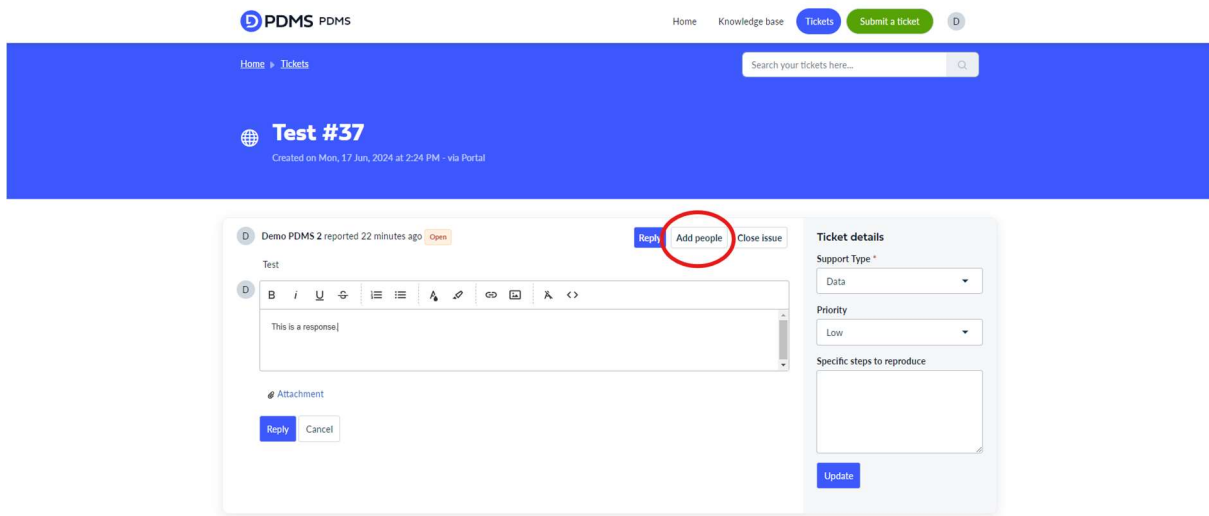 PDMS PDMS Home Knowledge base Tickets Submit a ticket D
Home Tickets Search your tickets here...
Test #37
Created on Mon, 17 Jun, 2024 at 2:24 PM - via Portal
D Demo PDMS 2 reported 22 minutes ago Open Reply Add people Close issue
Test
D
B i U S A <>
This is a response.
Attachment
Reply Cancel
Ticket details
Support Type *
Data
Priority
Low
Specific steps to reproduce
Update